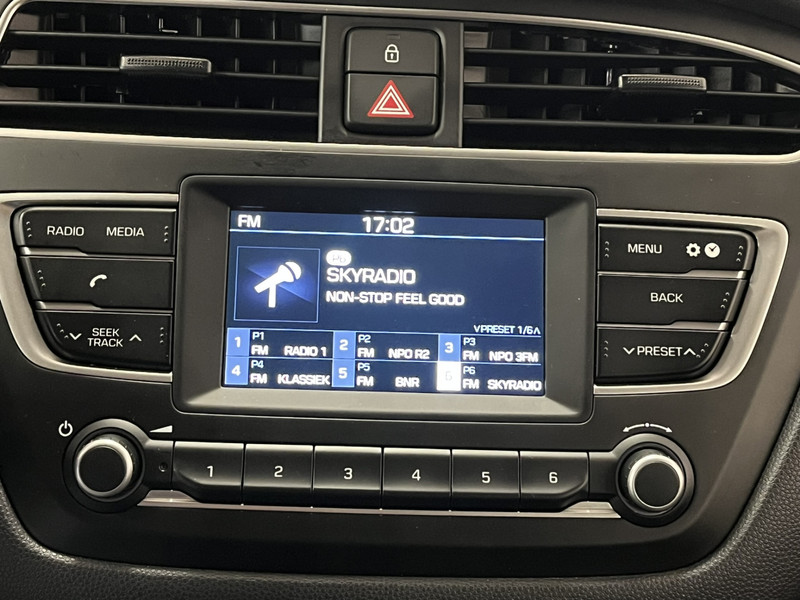 FM 17:02
RADIO MEDIA
SEEK
TRACK
P6
SKYRADIO
NON-STOP FEEL GOOD
PRESET 1/6
1 P1 FM RADIO 1
2 P2 FM NPO R2
3 P3 FM NPO 3FM
4 P4 FM KLASSIEK
5 P5 FM BNR
6 P6 FM SKYRADIO
MENU
BACK
PRESET
1 2 3 4 5 6